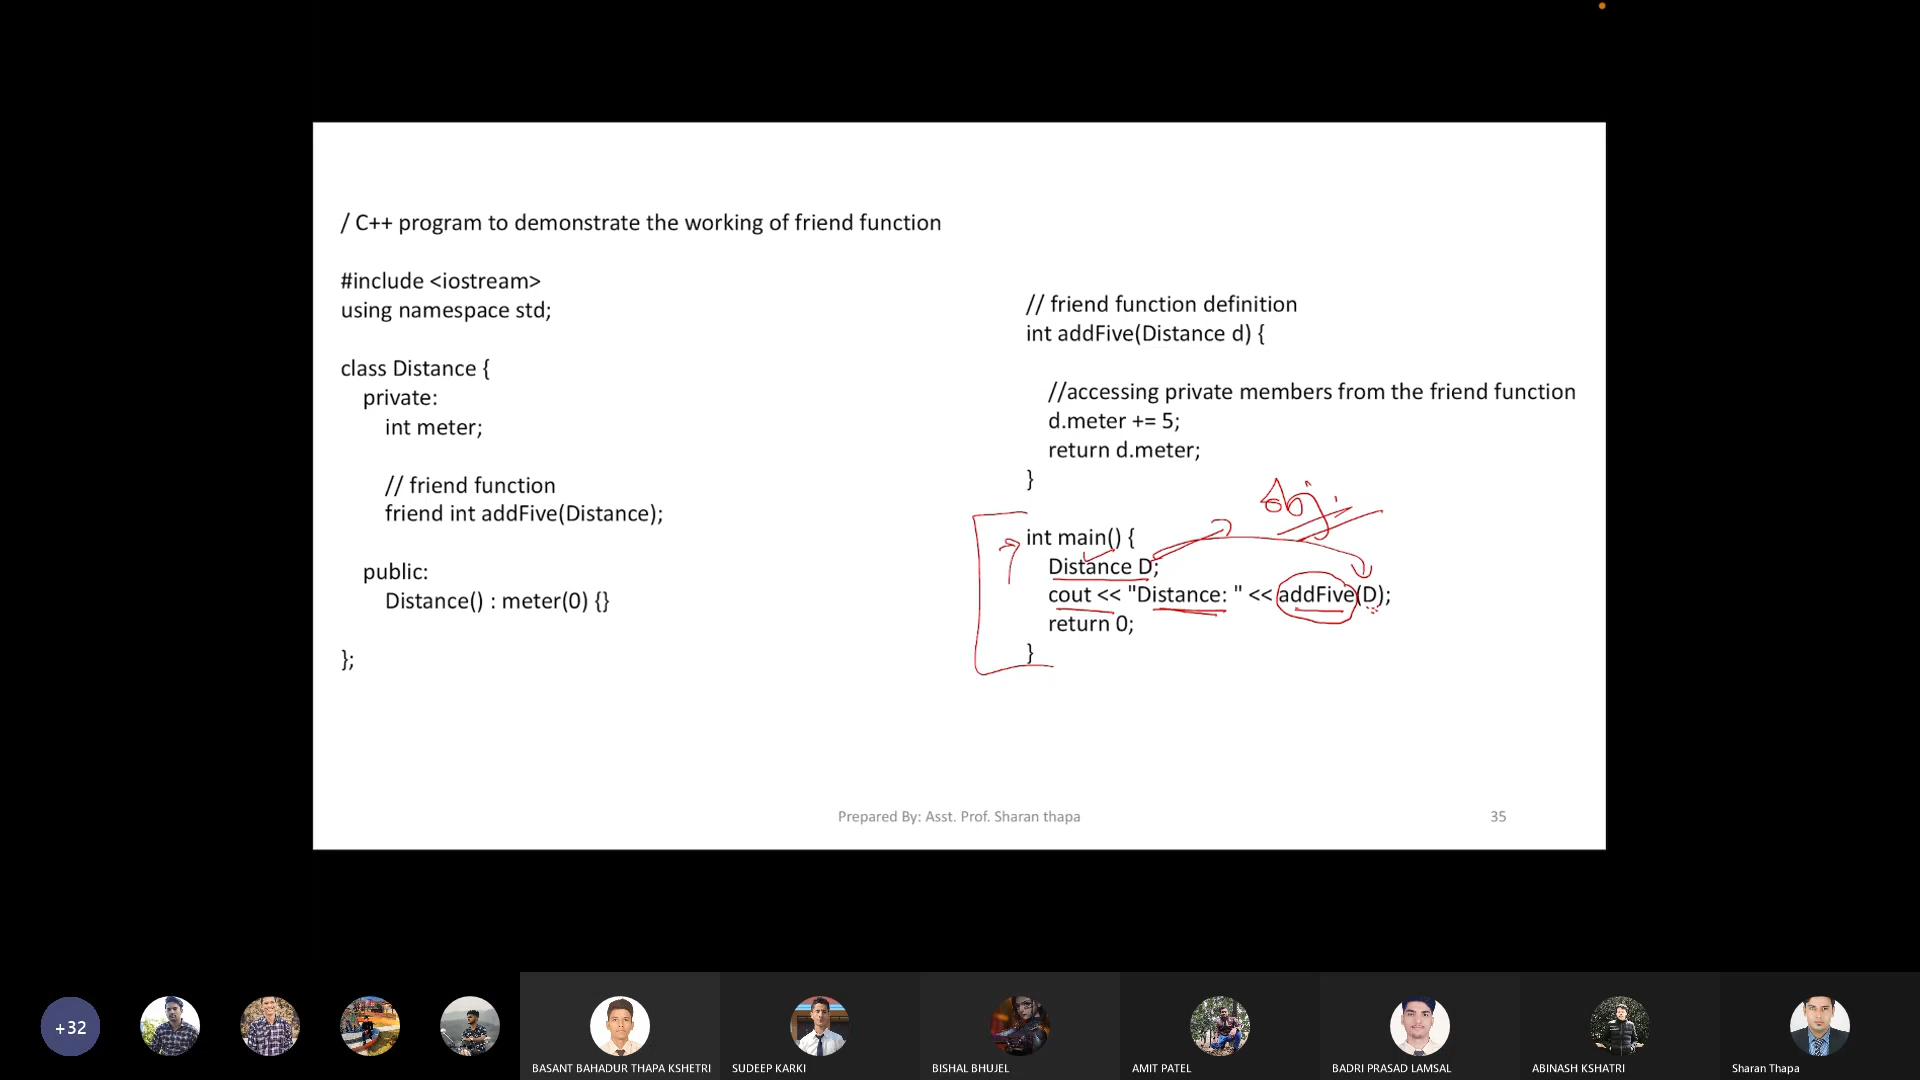 / C++ program to demonstrate the working of friend function
#include <iostream>
using namespace std;
class Distance {
private:
int meter;
// friend function
friend int addFive(Distance);
public:
Distance() : meter(0) {}
};
// friend function definition
int addFive(Distance d) {
//accessing private members from the friend function
d.meter += 5;
return d.meter;
}
obj.
int main() {
Distance D;
cout << "Distance: " << addFive(D);
return 0;
}
Prepared By: Asst. Prof. Sharan thapa
35
+32
BASANT BAHADUR THAPA KSHETRI
SUDEEP KARKI
BISHAL BHUJEL
AMIT PATEL
BADRI PRASAD LAMSAL
ABINASH KSHATRI
Sharan Thapa